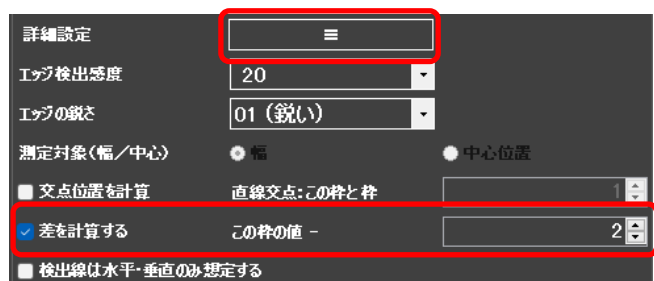 詳細設定 ≡
エッジ検出感度 20
エッジの鋭さ 01 (鋭い)
測定対象(幅/中心) 幅 中心位置
交点位置を計算 直線交点:この枠と枠 1
差を計算する この枠の値 - 2
検出線は水平・垂直のみ想定する